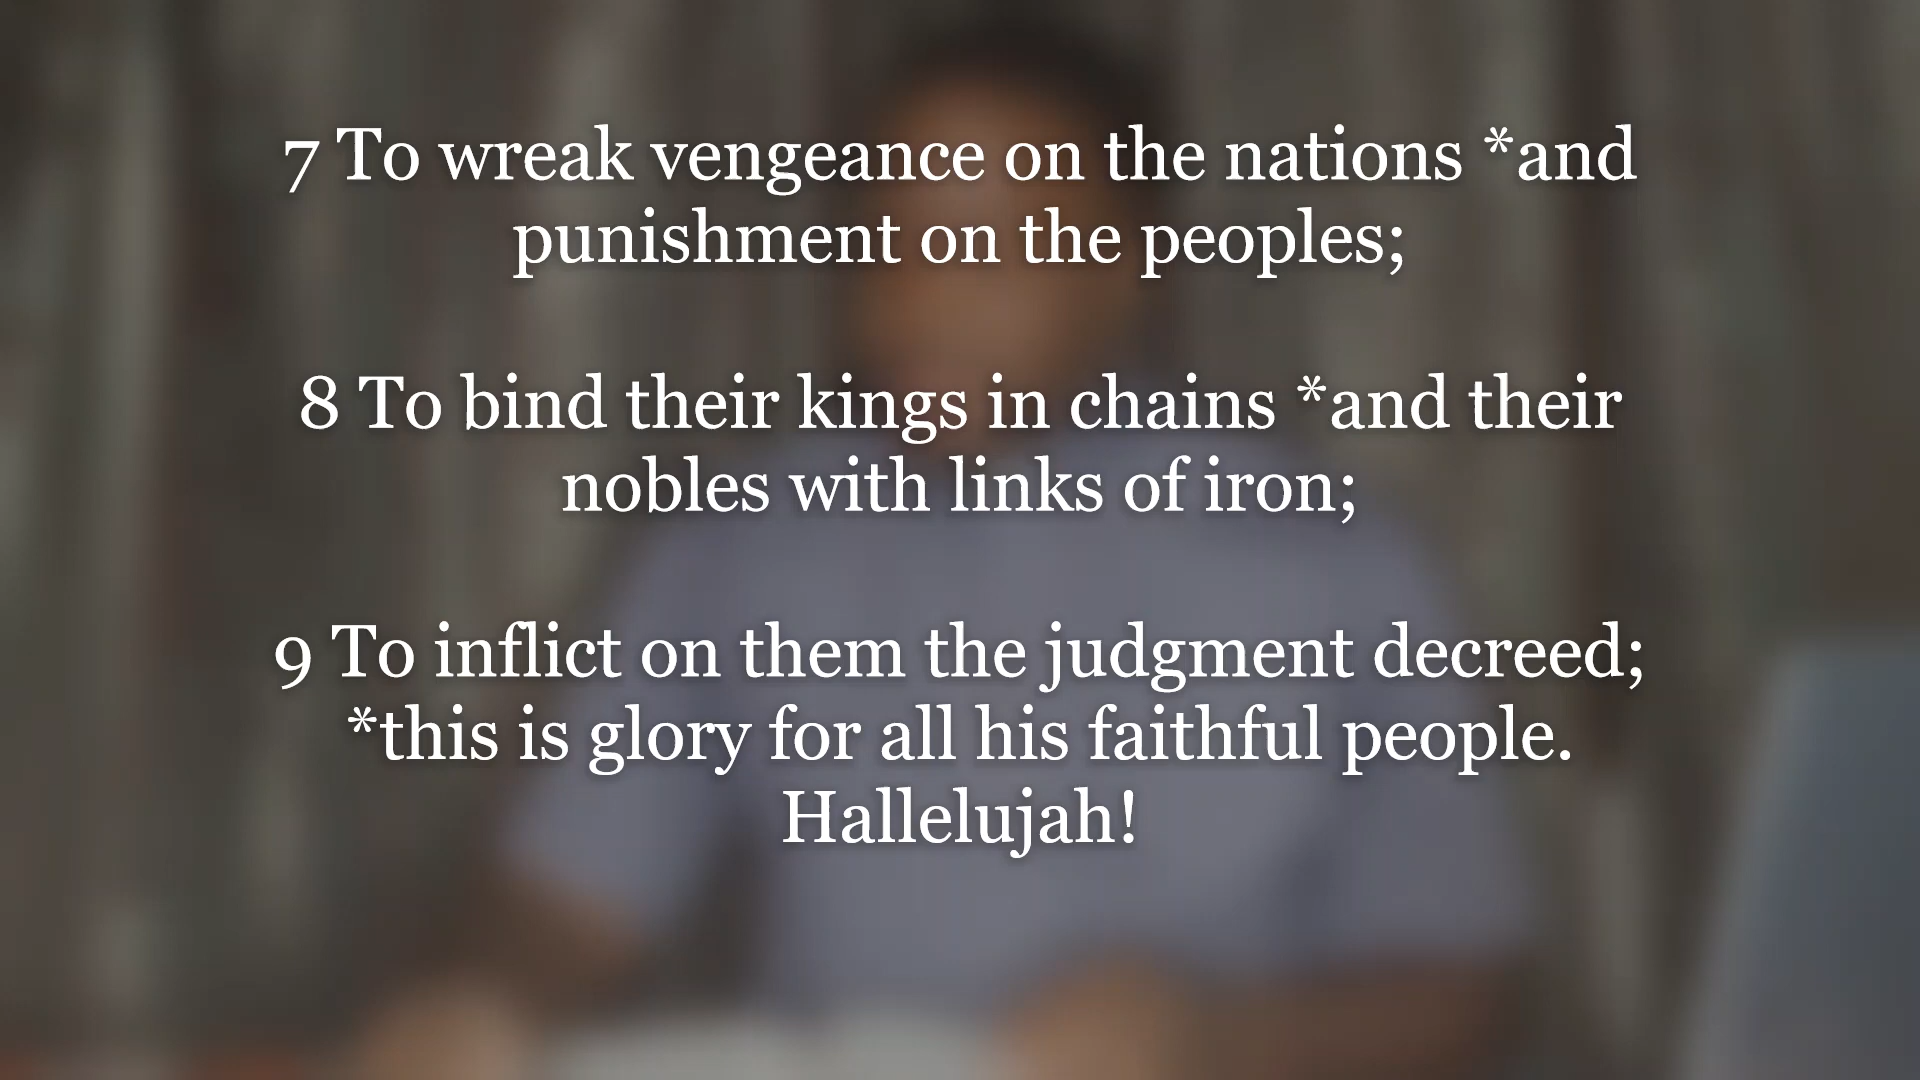 7 To wreak vengeance on the nations *and
punishment on the peoples;
8 To bind their kings in chains *and their
nobles with links of iron;
9 To inflict on them the judgment decreed;
*this is glory for all his faithful people.
Hallelujah!